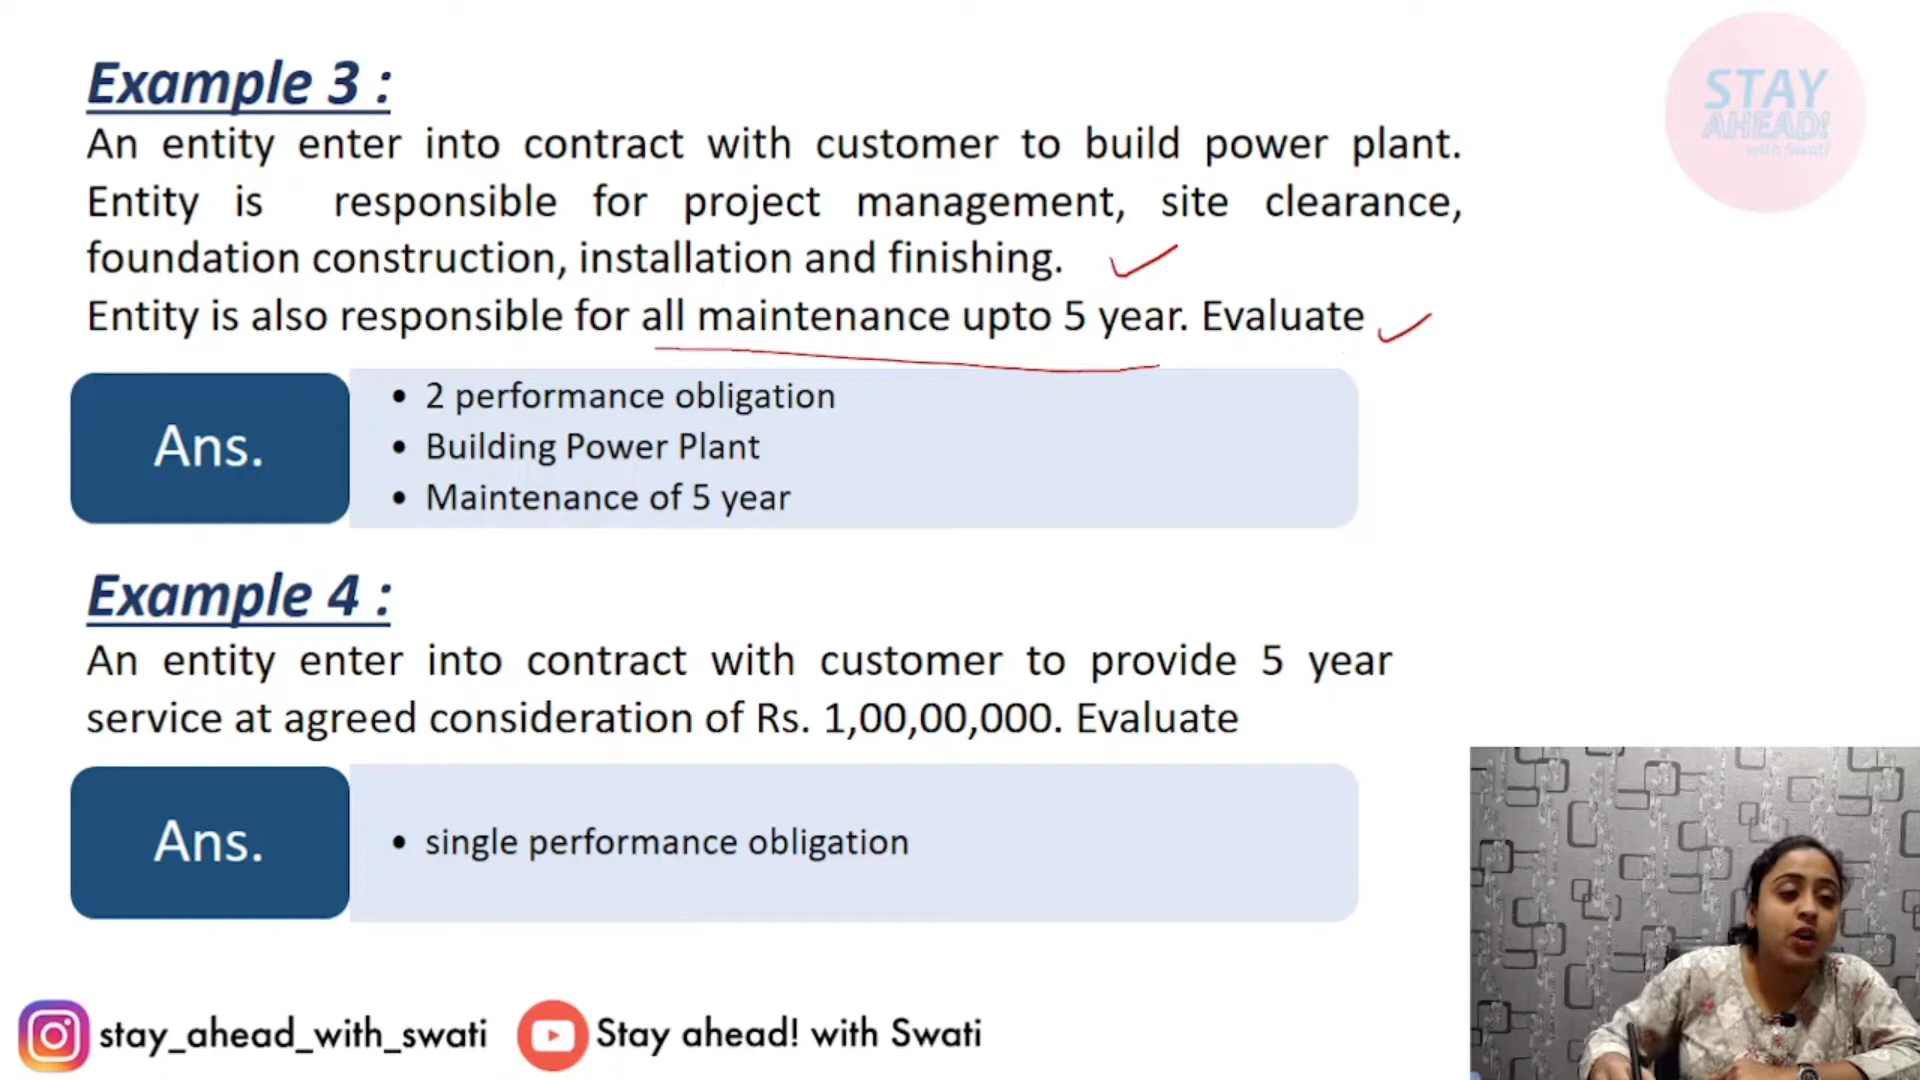 STAY
AHEAD!
with Swati
Example 3 :
An entity enter into contract with customer to build power plant.
Entity is responsible for project management, site clearance,
foundation construction, installation and finishing.
Entity is also responsible for all maintenance upto 5 year. Evaluate
Ans.
• 2 performance obligation
• Building Power Plant
• Maintenance of 5 year
Example 4 :
An entity enter into contract with customer to provide 5 year
service at agreed consideration of Rs. 1,00,00,000. Evaluate
Ans.
• single performance obligation
stay_ahead_with_swati
Stay ahead! with Swati